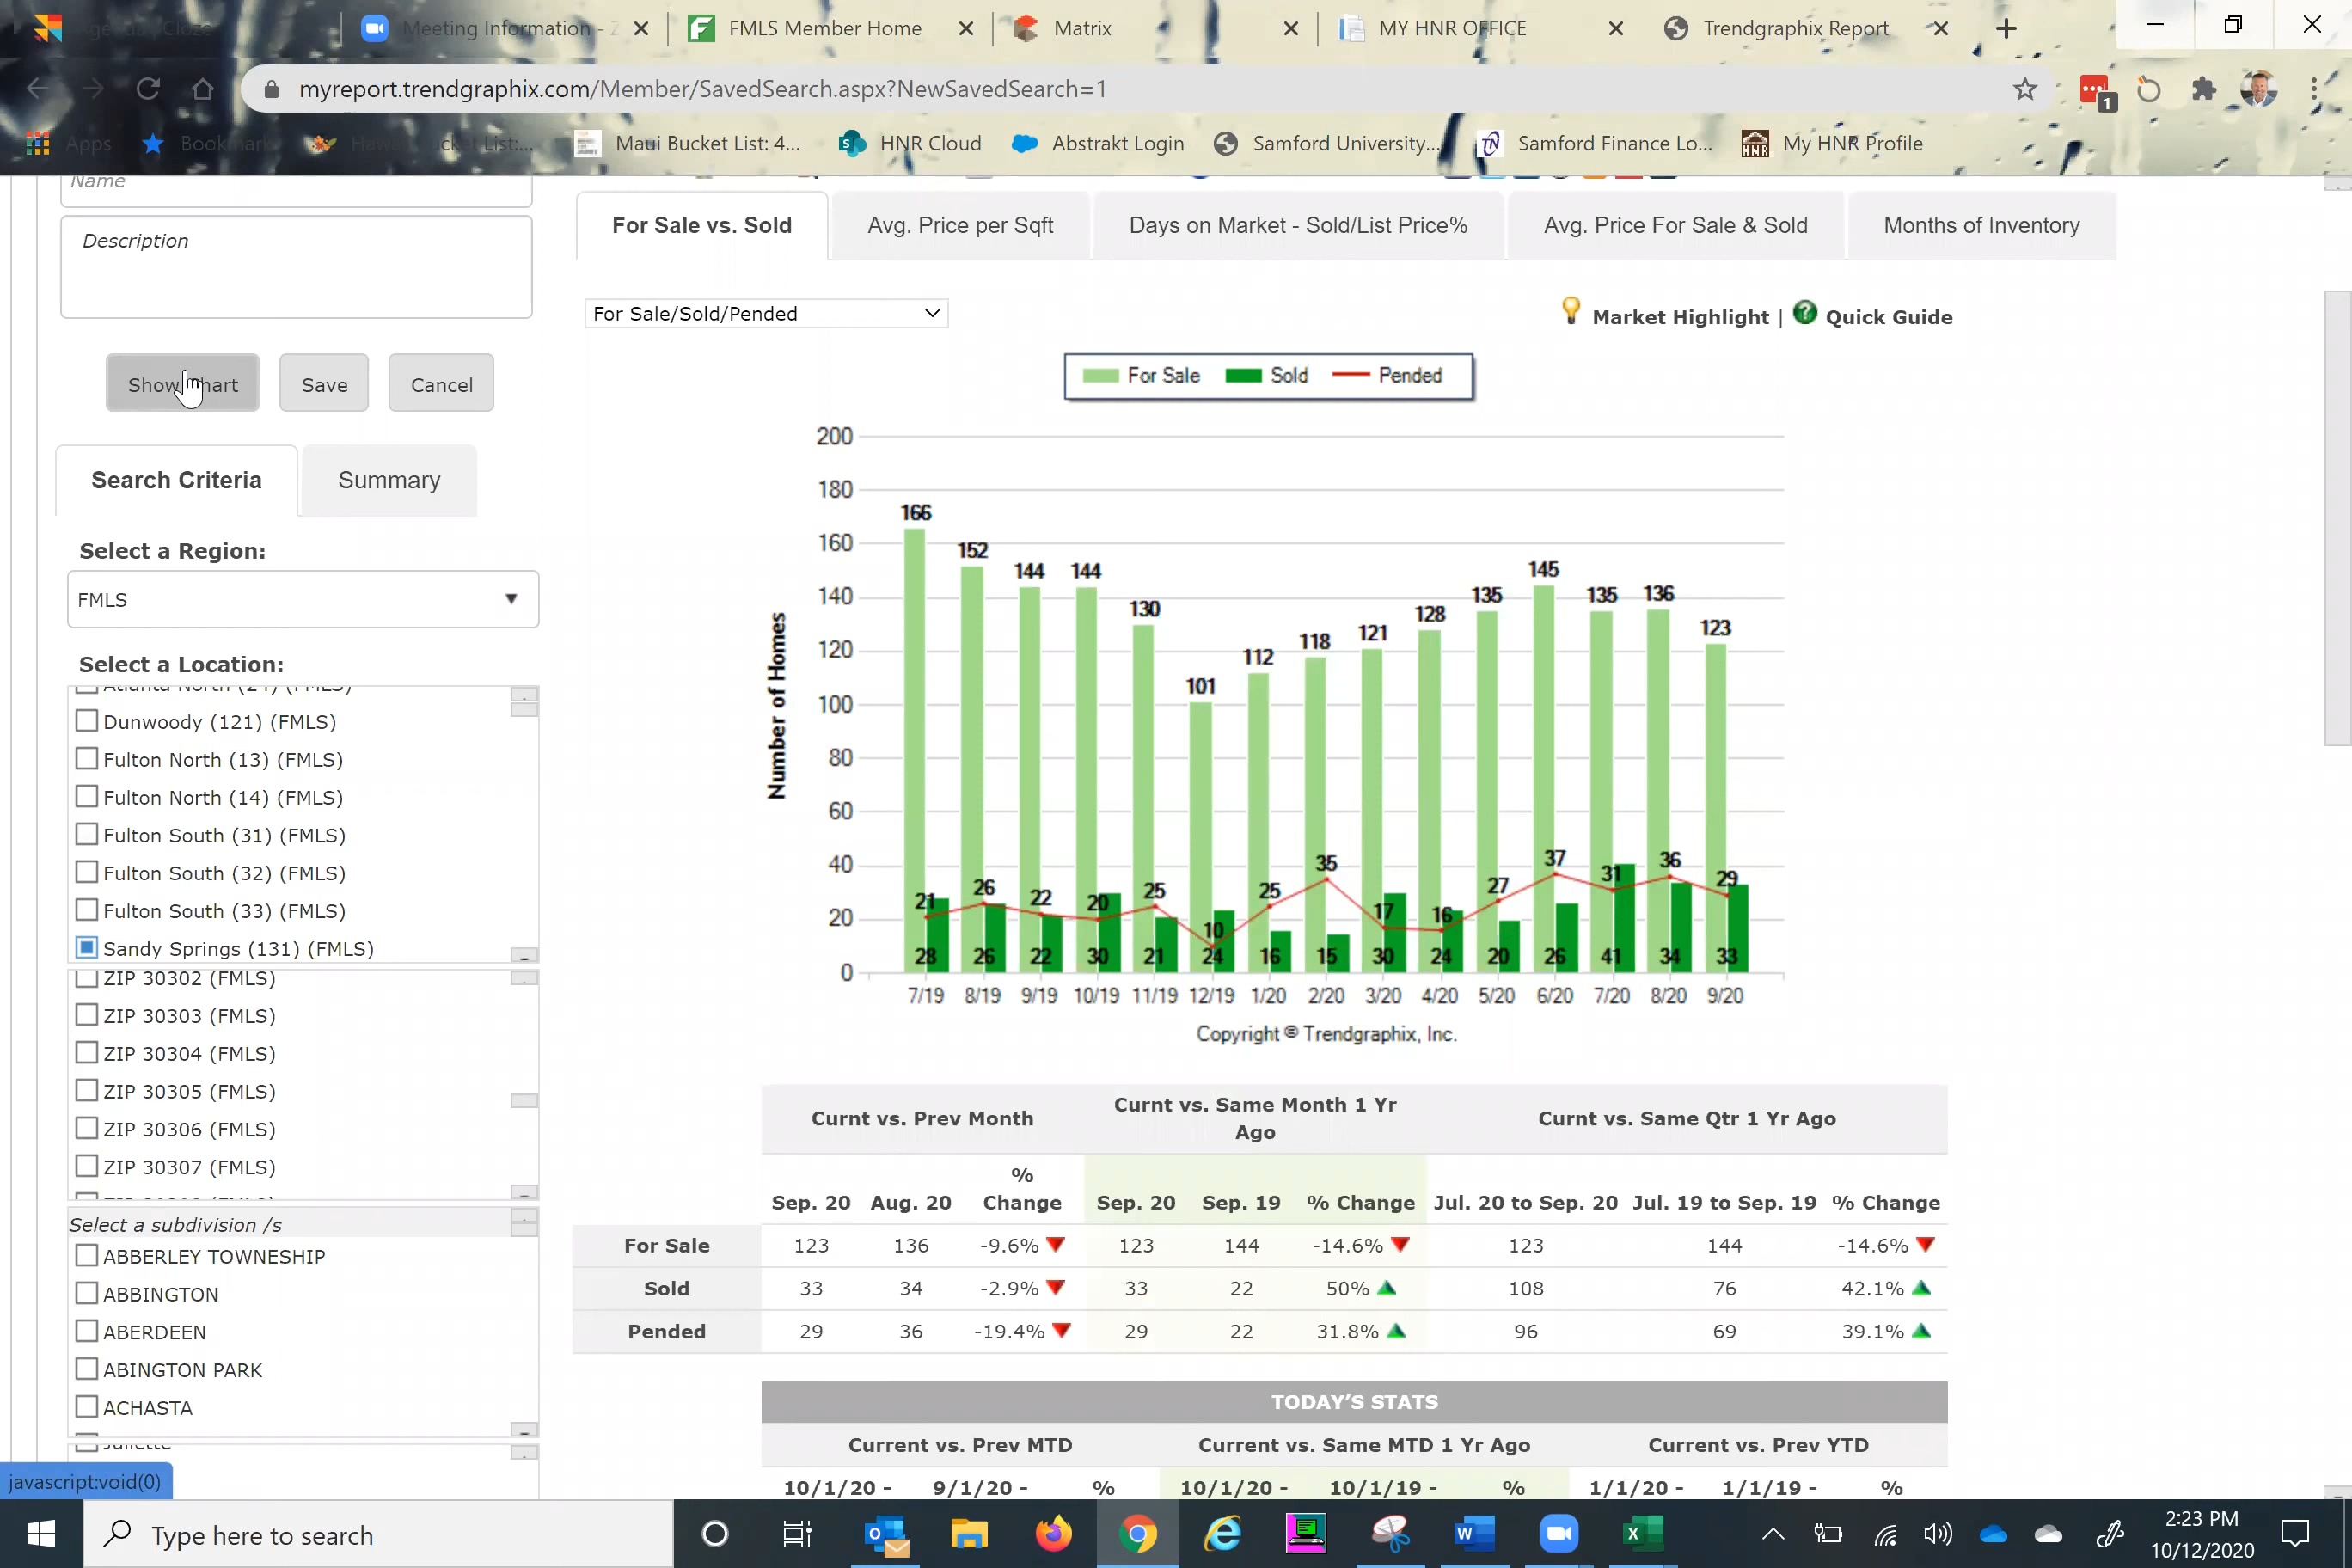 Meeting Information - Z
FMLS Member Home
Matrix
MY HNR OFFICE
Trendgraphix Report
myreport.trendgraphix.com/Member/SavedSearch.aspx?NewSavedSearch=1
1
Apps
Bookmark
Maui Bucket List: 4...
HNR Cloud
Abstrakt Login
Samford University...
Samford Finance Lo...
My HNR Profile
Name
Description
Show Chart
Save
Cancel
Search Criteria
Summary
Select a Region:
FMLS
Select a Location:
Atlanta North (24) (FMLS)
Dunwoody (121) (FMLS)
Fulton North (13) (FMLS)
Fulton North (14) (FMLS)
Fulton South (31) (FMLS)
Fulton South (32) (FMLS)
Fulton South (33) (FMLS)
Sandy Springs (131) (FMLS)
ZIP 30302 (FMLS)
ZIP 30303 (FMLS)
ZIP 30304 (FMLS)
ZIP 30305 (FMLS)
ZIP 30306 (FMLS)
ZIP 30307 (FMLS)
Select a subdivision /s
ABBERLEY TOWNESHIP
ABBINGTON
ABERDEEN
ABINGTON PARK
ACHASTA
Juliette
javascript:void(0)
For Sale vs. Sold
Avg. Price per Sqft
Days on Market - Sold/List Price%
Avg. Price For Sale & Sold
Months of Inventory
For Sale/Sold/Pended
Market Highlight | Quick Guide
For Sale Sold Pended
Number of Homes
200
180
160
140
120
100
80
60
40
20
0
166 152 144 144 130 101 112 118 121 128 135 145 135 136 123
21 26 22 20 25 10 25 35 17 16 27 37 31 36 29
28 26 22 30 21 24 16 15 30 24 20 26 41 34 33
7/19 8/19 9/19 10/19 11/19 12/19 1/20 2/20 3/20 4/20 5/20 6/20 7/20 8/20 9/20
Copyright © Trendgraphix, Inc.
Curnt vs. Prev Month
Curnt vs. Same Month 1 Yr
Ago
Curnt vs. Same Qtr 1 Yr Ago
Sep. 20 Aug. 20 % Change Sep. 20 Sep. 19 % Change Jul. 20 to Sep. 20 Jul. 19 to Sep. 19 % Change
For Sale 123 136 -9.6% 123 144 -14.6% 123 144 -14.6%
Sold 33 34 -2.9% 33 22 50% 108 76 42.1%
Pended 29 36 -19.4% 29 22 31.8% 96 69 39.1%
TODAY'S STATS
Current vs. Prev MTD Current vs. Same MTD 1 Yr Ago Current vs. Prev YTD
10/1/20 - 9/1/20 - % 10/1/20 - 10/1/19 - % 1/1/20 - 1/1/19 - %
Type here to search
2:23 PM
10/12/2020